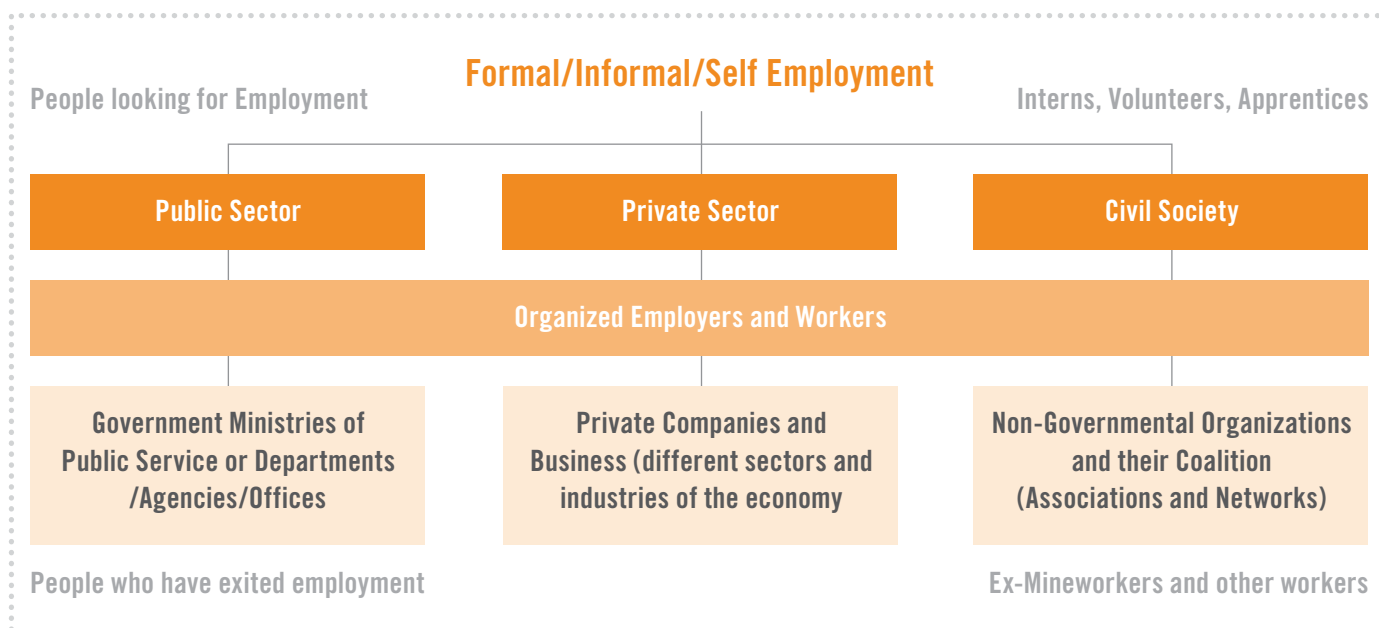 Formal/Informal/Self Employment
People looking for Employment
Interns, Volunteers, Apprentices
Public Sector
Private Sector
Civil Society
Organized Employers and Workers
Government Ministries of
Public Service or Departments
/Agencies/Offices
Private Companies and
Business (different sectors and
industries of the economy
Non-Governmental Organizations
and their Coalition
(Associations and Networks)
People who have exited employment
Ex-Mineworkers and other workers